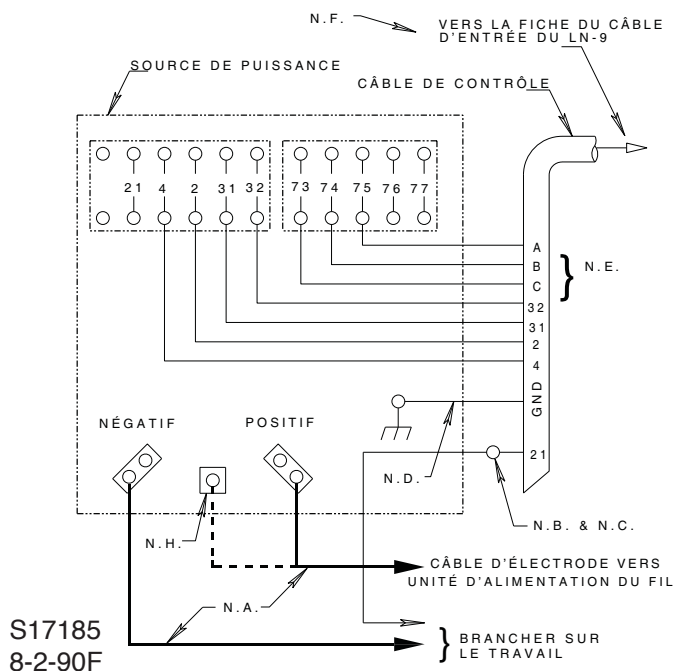 N.F.
VERS LA FICHE DU CÂBLE
D'ENTRÉE DU LN-9
SOURCE DE PUISSANCE
CÂBLE DE CONTRÔLE
21 4 2 31 32 73 74 75 76 77
A
B
C
N.E.
32
31
2
4
GND
21
NÉGATIF
POSITIF
N.D.
N.H.
N.B. & N.C.
N.A.
CÂBLE D'ÉLECTRODE VERS
UNITÉ D'ALIMENTATION DU FIL
BRANCHER SUR
LE TRAVAIL
S17185
8-2-90F